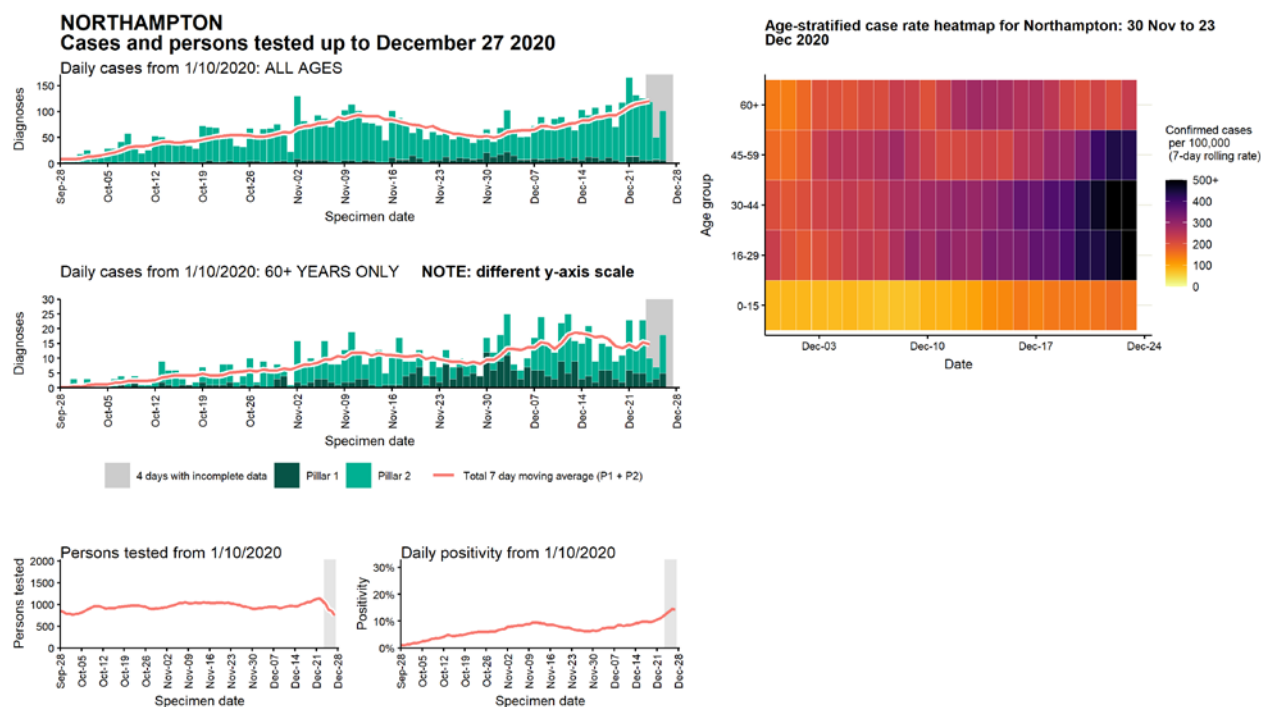 NORTHAMPTON
Cases and persons tested up to December 27 2020
Daily cases from 1/10/2020: ALL AGES
Diagnoses
150
100
50
0
Sep-28
Oct-05
Oct-12
Oct-19
Oct-26
Nov-02
Nov-09
Nov-16
Nov-23
Nov-30
Dec-07
Dec-14
Dec-21
Dec-28
Specimen date
Daily cases from 1/10/2020: 60+ YEARS ONLY NOTE: different y-axis scale
Diagnoses
30
25
20
15
10
5
0
Sep-28
Oct-05
Oct-12
Oct-19
Oct-26
Nov-02
Nov-09
Nov-16
Nov-23
Nov-30
Dec-07
Dec-14
Dec-21
Dec-28
Specimen date
4 days with incomplete data Pillar 1 Pillar 2 Total 7 day moving average (P1 + P2)
Persons tested from 1/10/2020
Persons tested
2000
1500
1000
500
0
Sep-28
Oct-05
Oct-12
Oct-19
Oct-26
Nov-02
Nov-09
Nov-16
Nov-23
Nov-30
Dec-07
Dec-14
Dec-21
Dec-28
Specimen date
Daily positivity from 1/10/2020
Positivity
30%
20%
10%
0%
Sep-28
Oct-05
Oct-12
Oct-19
Oct-26
Nov-02
Nov-09
Nov-16
Nov-23
Nov-30
Dec-07
Dec-14
Dec-21
Dec-28
Specimen date
Age-stratified case rate heatmap for Northampton: 30 Nov to 23
Dec 2020
Age group
60+
45-59
30-44
16-29
0-15
Dec-03
Dec-10
Dec-17
Dec-24
Date
Confirmed cases
per 100,000
(7-day rolling rate)
500+
400
300
200
100
0